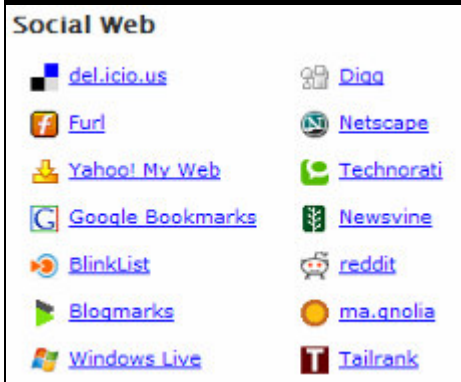 Social Web
del.icio.us
Digg
Furl
Netscape
Yahoo! My Web
Technorati
Google Bookmarks
Newsvine
BlinkList
reddit
Blogmarks
ma.gnolia
Windows Live
Tailrank